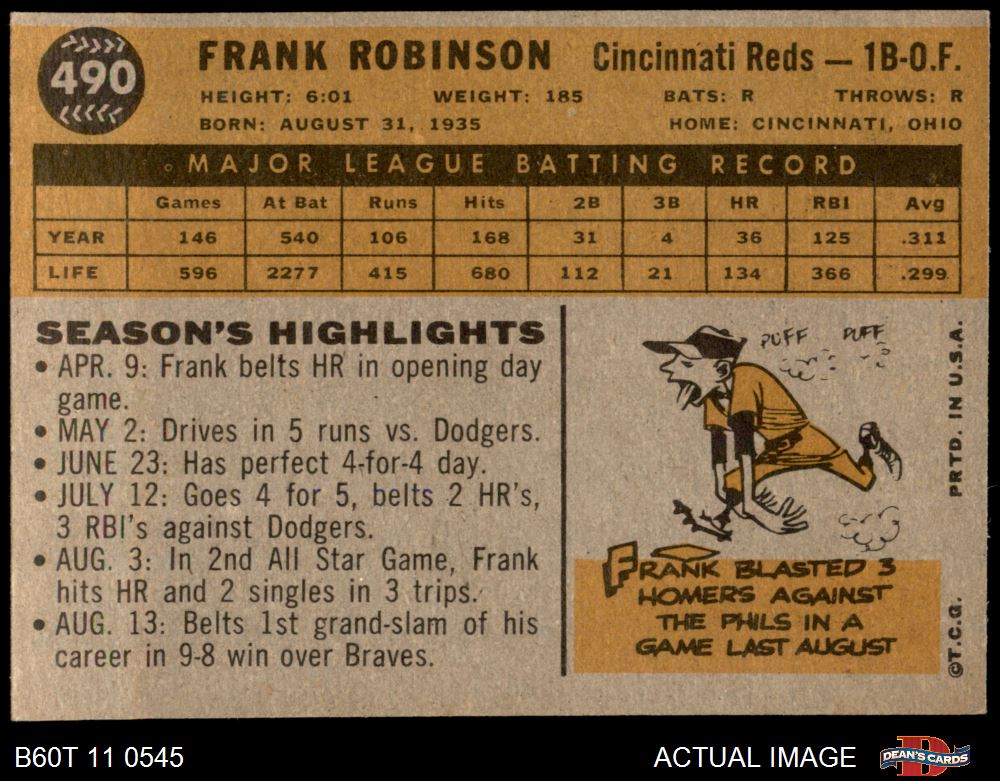 490
FRANK ROBINSON Cincinnati Reds — 1B-O.F.
HEIGHT: 6:01 WEIGHT: 185 BATS: R THROWS: R
BORN: AUGUST 31, 1935 HOME: CINCINNATI, OHIO
MAJOR LEAGUE BATTING RECORD
Games At Bat Runs Hits 2B 3B HR RBI Avg
YEAR 146 540 106 168 31 4 36 125 .311
LIFE 596 2277 415 680 112 21 134 366 .299
SEASON'S HIGHLIGHTS
• APR. 9: Frank belts HR in opening day
game.
• MAY 2: Drives in 5 runs vs. Dodgers.
• JUNE 23: Has perfect 4-for-4 day.
• JULY 12: Goes 4 for 5, belts 2 HR's,
3 RBI's against Dodgers.
• AUG. 3: In 2nd All Star Game, Frank
hits HR and 2 singles in 3 trips.
• AUG. 13: Belts 1st grand-slam of his
career in 9-8 win over Braves.
PUFF PUFF
FRANK BLASTED 3
HOMERS AGAINST
THE PHILS IN A
GAME LAST AUGUST
PRTD. IN U.S.A.
©T.C.G.
B60T 11 0545
ACTUAL IMAGE
DEAN'S CARDS